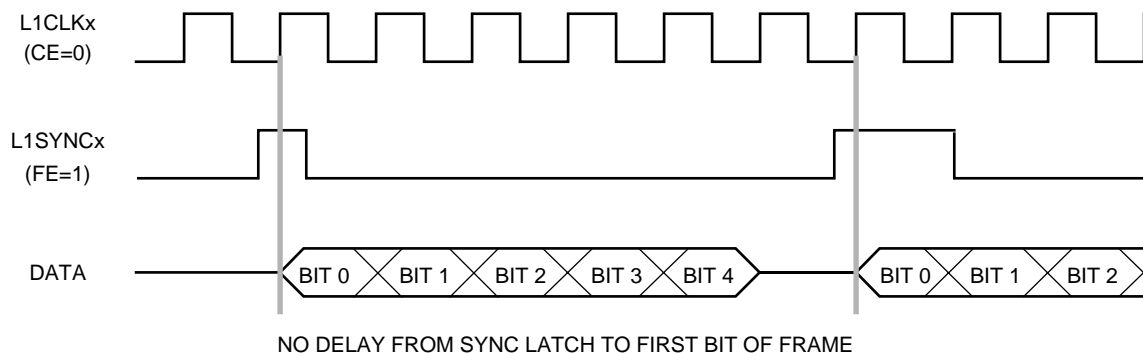 L1CLKx
(CE=0)
L1SYNCx
(FE=1)
DATA
BIT 0
BIT 1
BIT 2
BIT 3
BIT 4
BIT 0
BIT 1
BIT 2
NO DELAY FROM SYNC LATCH TO FIRST BIT OF FRAME